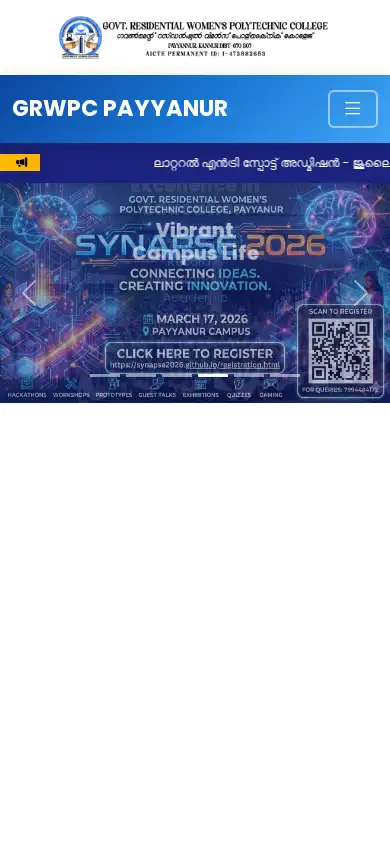 GOVT. RESIDENTIAL WOMEN'S POLYTECHNIC COLLEGE
ഗവൺമെന്റ് റസിഡൻഷ്യൽ വിമൻസ് പോളിടെക്നിക് കോളേജ്
PAYYANUR, KANNUR DIST- 670 307
AICTE PERMANENT ID: 1-473882653
GRWPC PAYYANUR
ലാറ്ററൽ എൻട്രി സ്പോട്ട് അഡ്മിഷൻ - ജൂലൈ
Excellence in
GOVT. RESIDENTIAL WOMEN'S
POLYTECHNIC COLLEGE, PAYYANUR
Vibrant
SYNAPSE 2026
Campus Life
CONNECTING IDEAS.
CREATING INNOVATION.
MARCH 17, 2026
PAYYANUR CAMPUS
SCAN TO REGISTER
CLICK HERE TO REGISTER
https://synapse2026.github.io/registration.html
HACKATHONS WORKSHOPS PROTOTYPES GUEST TALKS EXHIBITIONS QUIZZES GAMING
FOR QUERIES: 7994484172